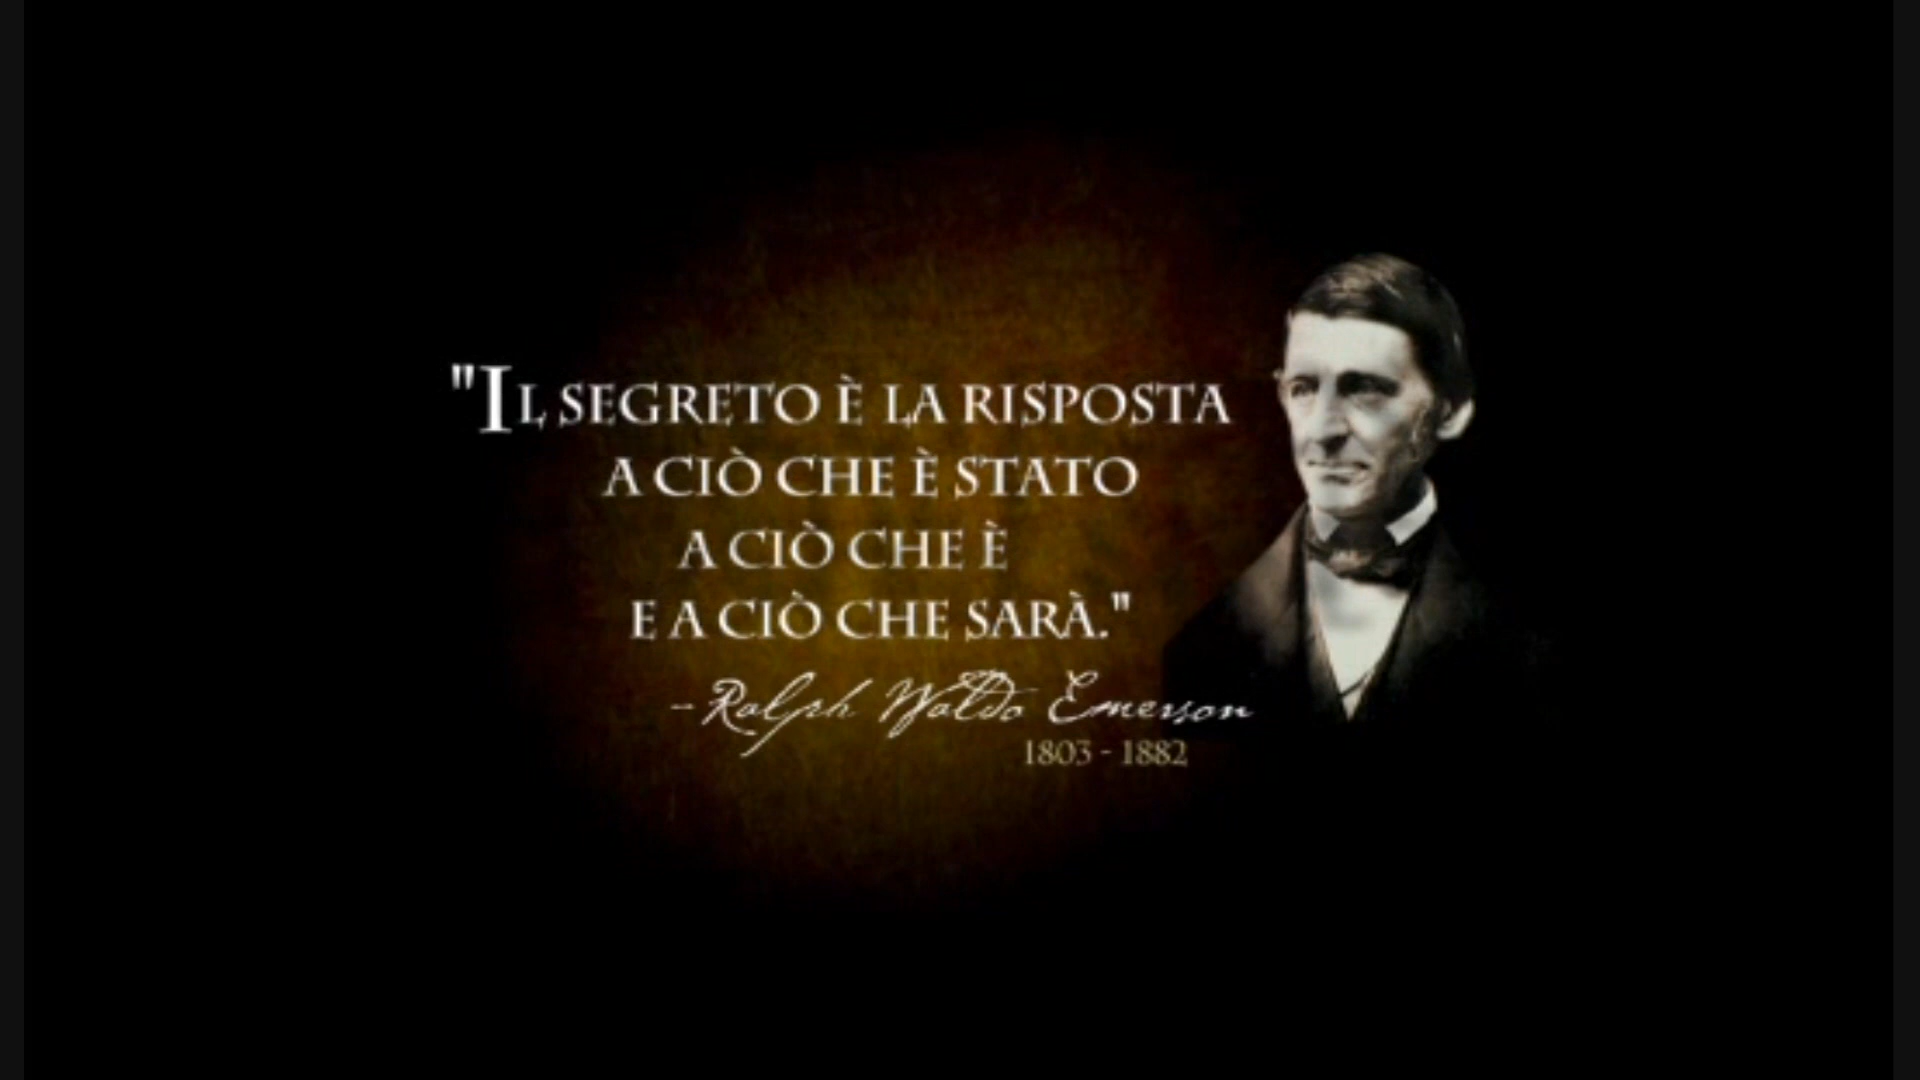 "Il segreto è la risposta
a ciò che è stato
a ciò che è
e a ciò che sarà."
- Ralph Waldo Emerson
1803 - 1882